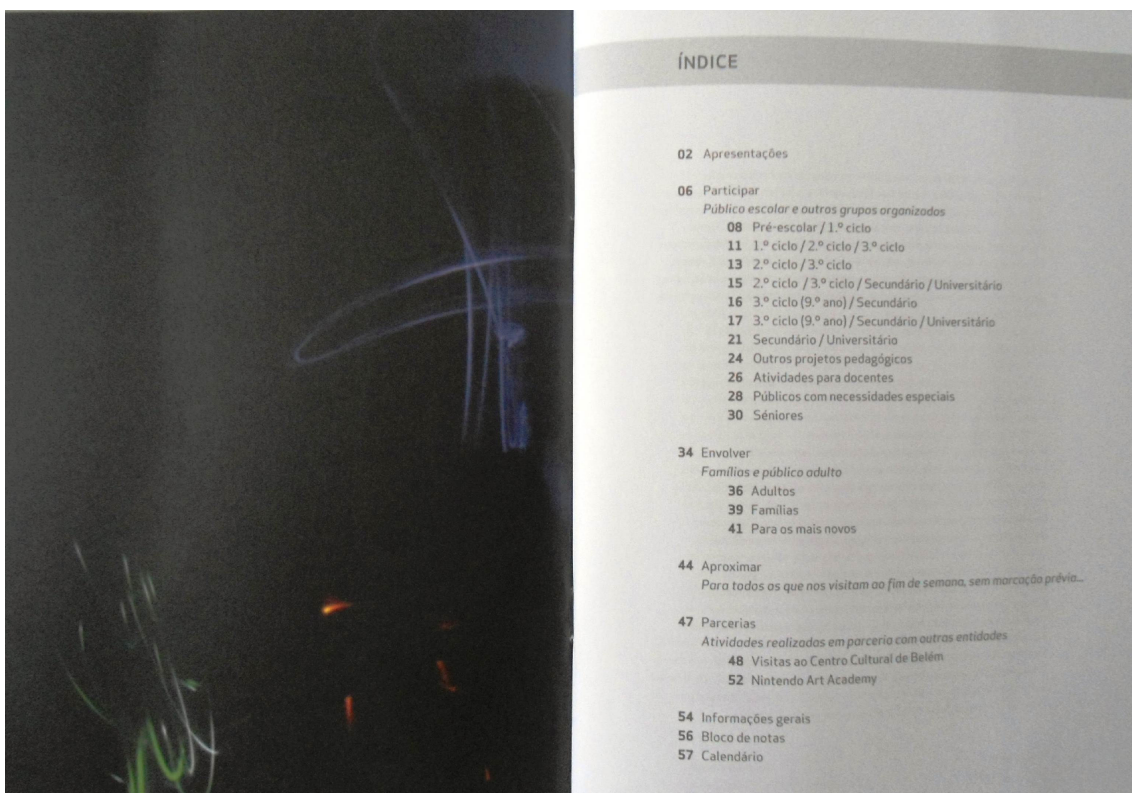 ÍNDICE
02 Apresentações
06 Participar
Público escolar e outros grupos organizados
08 Pré-escolar / 1.º ciclo
11 1.º ciclo / 2.º ciclo / 3.º ciclo
13 2.º ciclo / 3.º ciclo
15 2.º ciclo / 3.º ciclo / Secundário / Universitário
16 3.º ciclo (9.º ano) / Secundário
17 3.º ciclo (9.º ano) / Secundário / Universitário
21 Secundário / Universitário
24 Outros projetos pedagógicos
26 Atividades para docentes
28 Públicos com necessidades especiais
30 Séniores
34 Envolver
Famílias e público adulto
36 Adultos
39 Famílias
41 Para os mais novos
44 Aproximar
Para todos os que nos visitam ao fim de semana, sem marcação prévia...
47 Parcerias
Atividades realizadas em parceria com outras entidades
48 Visitas ao Centro Cultural de Belém
52 Nintendo Art Academy
54 Informações gerais
56 Bloco de notas
57 Calendário